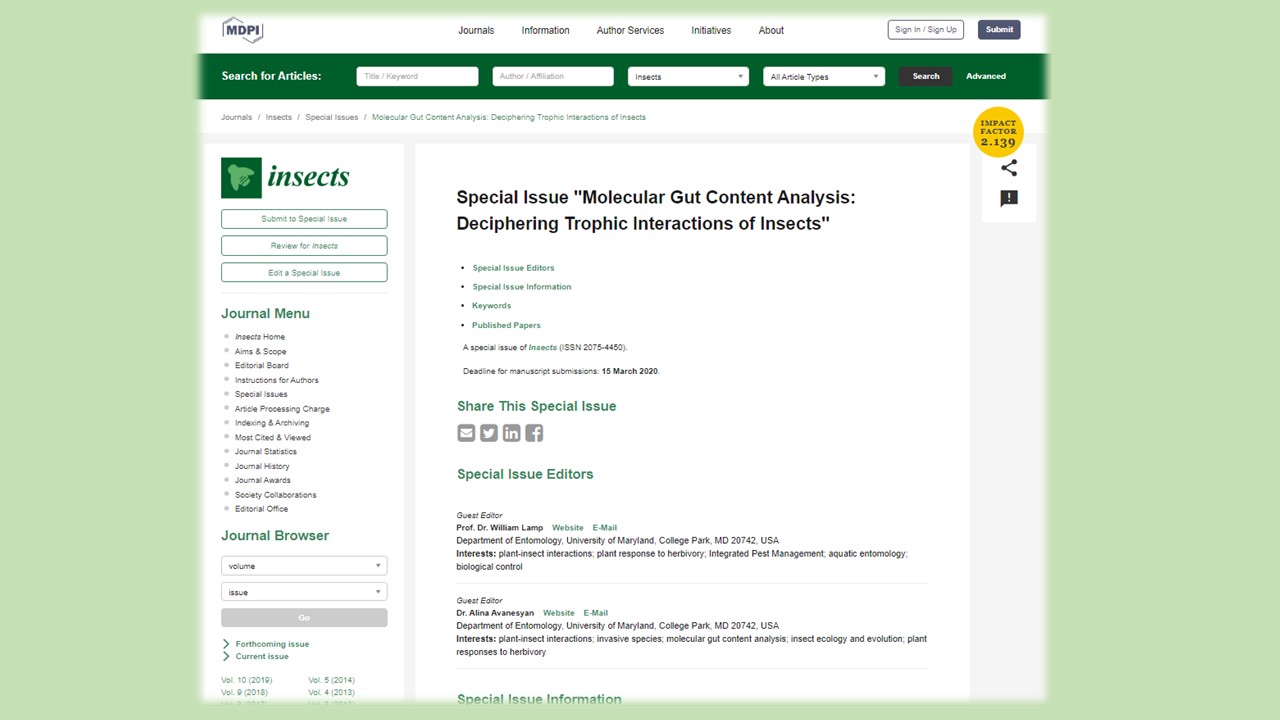 MDPI
Journals Information Author Services Initiatives About
Sign In / Sign Up Submit
Search for Articles: Title / Keyword Author / Affiliation Insects All Article Types Search Advanced
Journals / Insects / Special Issues / Molecular Gut Content Analysis: Deciphering Trophic Interactions of Insects
IMPACT
FACTOR
2.139
insects
Submit to Special Issue
Review for Insects
Edit a Special Issue
Journal Menu
Insects Home
Aims & Scope
Editorial Board
Instructions for Authors
Special Issues
Article Processing Charge
Indexing & Archiving
Most Cited & Viewed
Journal Statistics
Journal History
Journal Awards
Society Collaborations
Editorial Office
Journal Browser
volume
issue
Go
Forthcoming issue
Current issue
Vol. 10 (2019) Vol. 5 (2014)
Vol. 9 (2018) Vol. 4 (2013)
Special Issue "Molecular Gut Content Analysis:
Deciphering Trophic Interactions of Insects"
• Special Issue Editors
• Special Issue Information
• Keywords
• Published Papers
A special issue of Insects (ISSN 2075-4450).
Deadline for manuscript submissions: 15 March 2020.
Share This Special Issue
Special Issue Editors
Guest Editor
Prof. Dr. William Lamp Website E-Mail
Department of Entomology, University of Maryland, College Park, MD 20742, USA
Interests: plant-insect interactions; plant response to herbivory; Integrated Pest Management; aquatic entomology;
biological control
Guest Editor
Dr. Alina Avanesyan Website E-Mail
Department of Entomology, University of Maryland, College Park, MD 20742, USA
Interests: plant-insect interactions; invasive species; molecular gut content analysis; insect ecology and evolution; plant
responses to herbivory
Special Issue Information